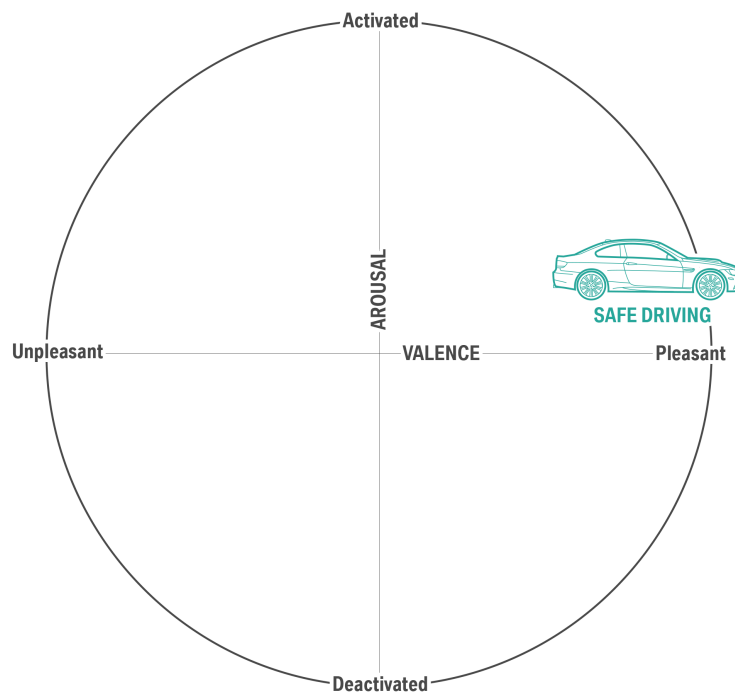 Activated
AROUSAL
SAFE DRIVING
Unpleasant
VALENCE
Pleasant
Deactivated